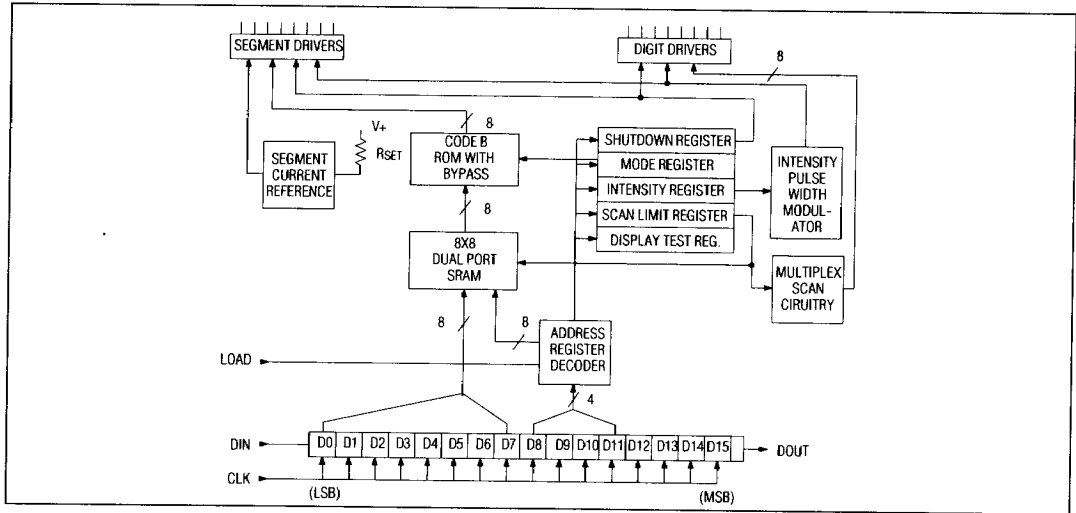 SEGMENT DRIVERS
DIGIT DRIVERS
8
8
V+
RSET
SEGMENT
CURRENT
REFERENCE
CODE B
ROM WITH
BYPASS
SHUTDOWN REGISTER
MODE REGISTER
INTENSITY REGISTER
SCAN LIMIT REGISTER
DISPLAY TEST REG.
INTENSITY
PULSE
WIDTH
MODUL-
ATOR
8
8X8
DUAL PORT
SRAM
MULTIPLEX
SCAN
CIRUITRY
8
8
ADDRESS
REGISTER
DECODER
LOAD
4
DIN
D0 D1 D2 D3 D4 D5 D6 D7 D8 D9 D10 D11 D12 D13 D14 D15
DOUT
CLK
(LSB)
(MSB)